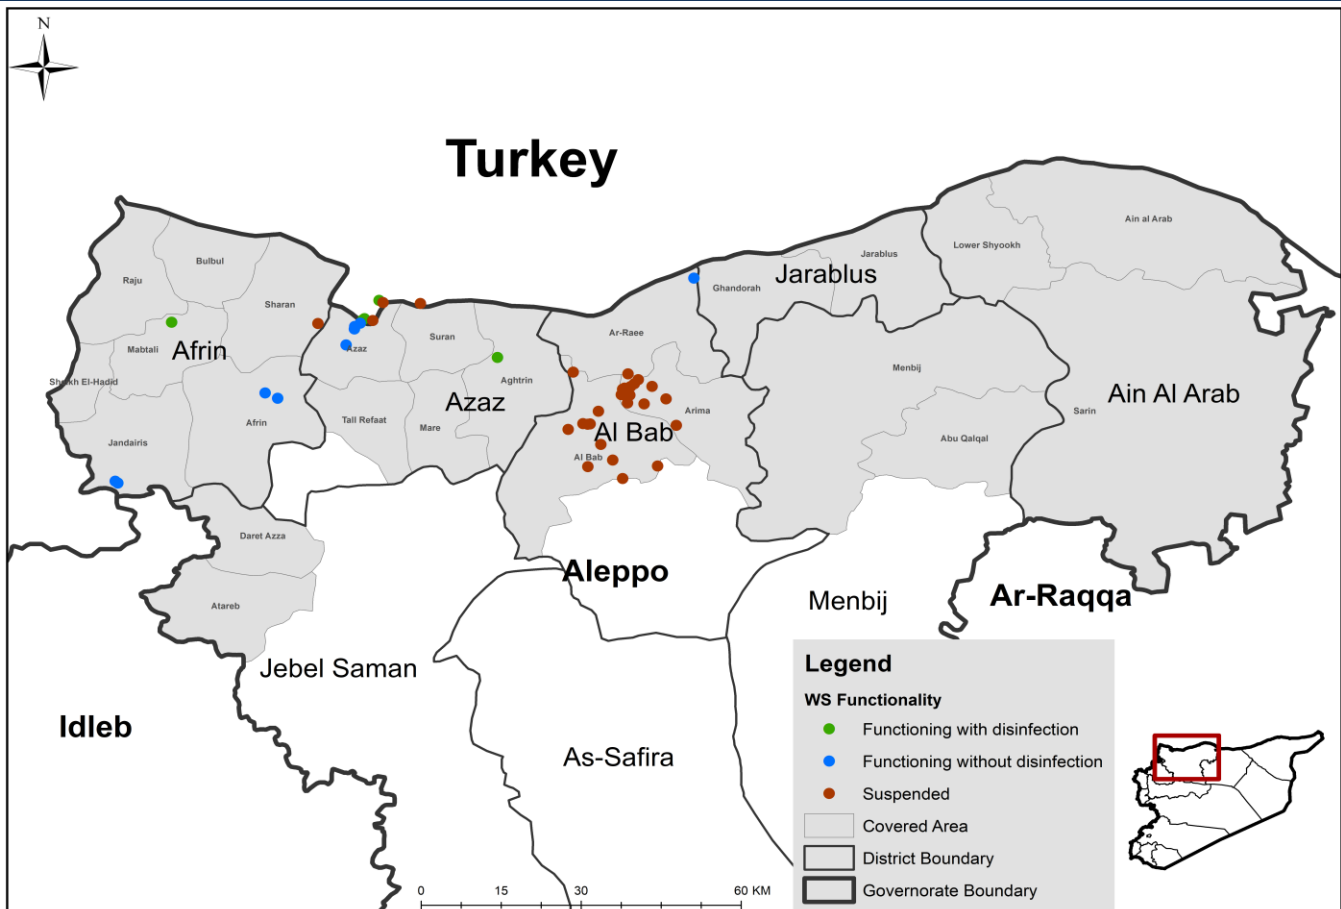 N
Turkey
Ain al Arab
Lower Shyookh
Jarablus
Jarablus
Ghandorah
Bulbul
Raju
Sharan
Ar-Raee
Suran
Azaz
Mabtali
Afrin
Menbij
Sheikh El-Hadid
Aghtrin
Azaz
Ain Al Arab
Sarin
Arima
Afrin
Tall Refaat
Mare
Al Bab
Abu Qalqal
Jandairis
Al Bab
Daret Azza
Aleppo
Atareb
Menbij
Ar-Raqqa
Jebel Saman
Idleb
As-Safira
Legend
WS Functionality
Functioning with disinfection
Functioning without disinfection
Suspended
Covered Area
District Boundary
Governorate Boundary
0 15 30 60 KM